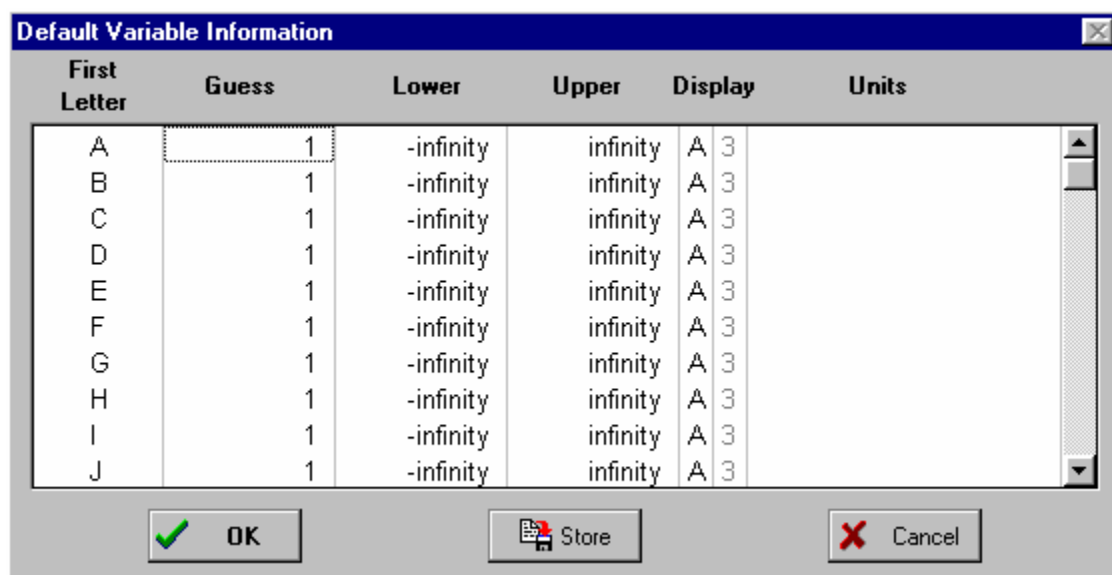 Default Variable Information
First Letter Guess Lower Upper Display Units
A 1 -infinity infinity A 3
B 1 -infinity infinity A 3
C 1 -infinity infinity A 3
D 1 -infinity infinity A 3
E 1 -infinity infinity A 3
F 1 -infinity infinity A 3
G 1 -infinity infinity A 3
H 1 -infinity infinity A 3
I 1 -infinity infinity A 3
J 1 -infinity infinity A 3
OK Store Cancel